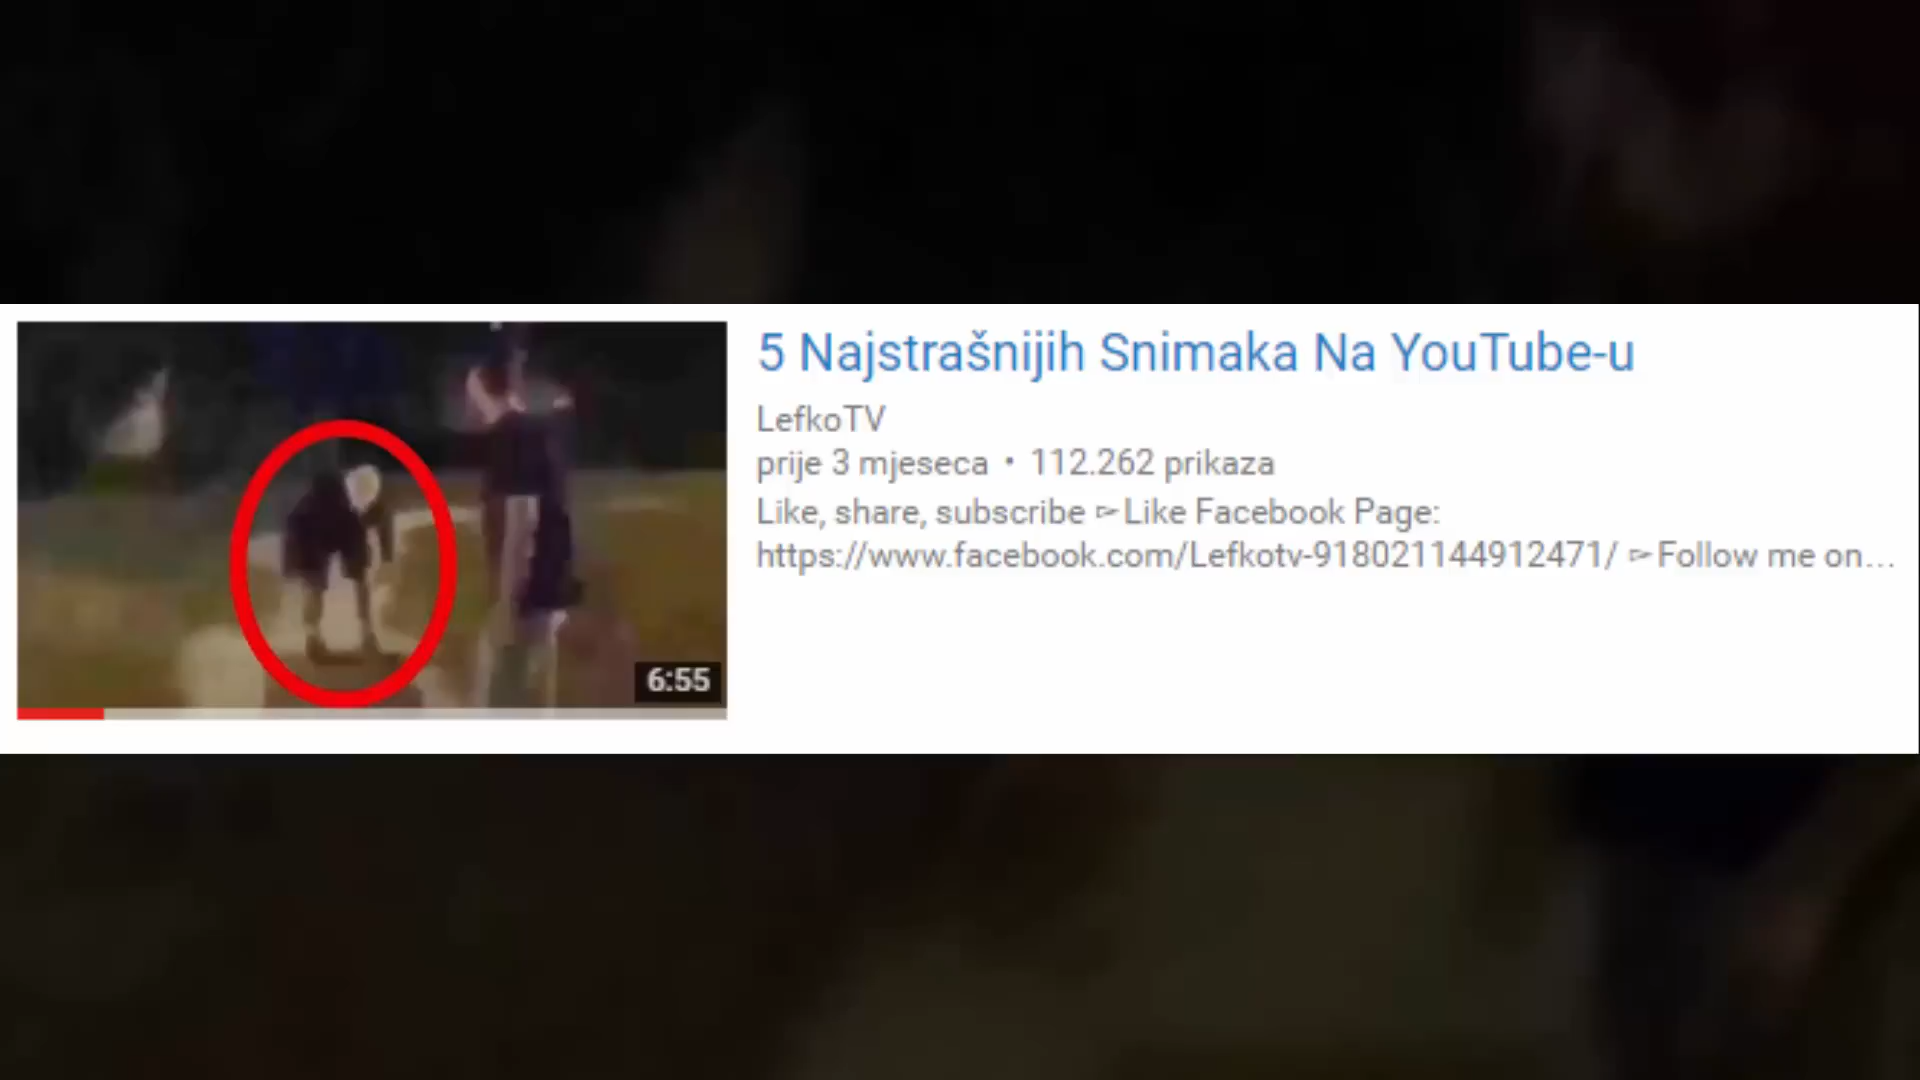 5 Najstrašnijih Snimaka Na YouTube-u
LefkoTV
prije 3 mjeseca • 112.262 prikaza
Like, share, subscribe ➢Like Facebook Page:
https://www.facebook.com/Lefkotv-918021144912471/ ➢Follow me on...
6:55